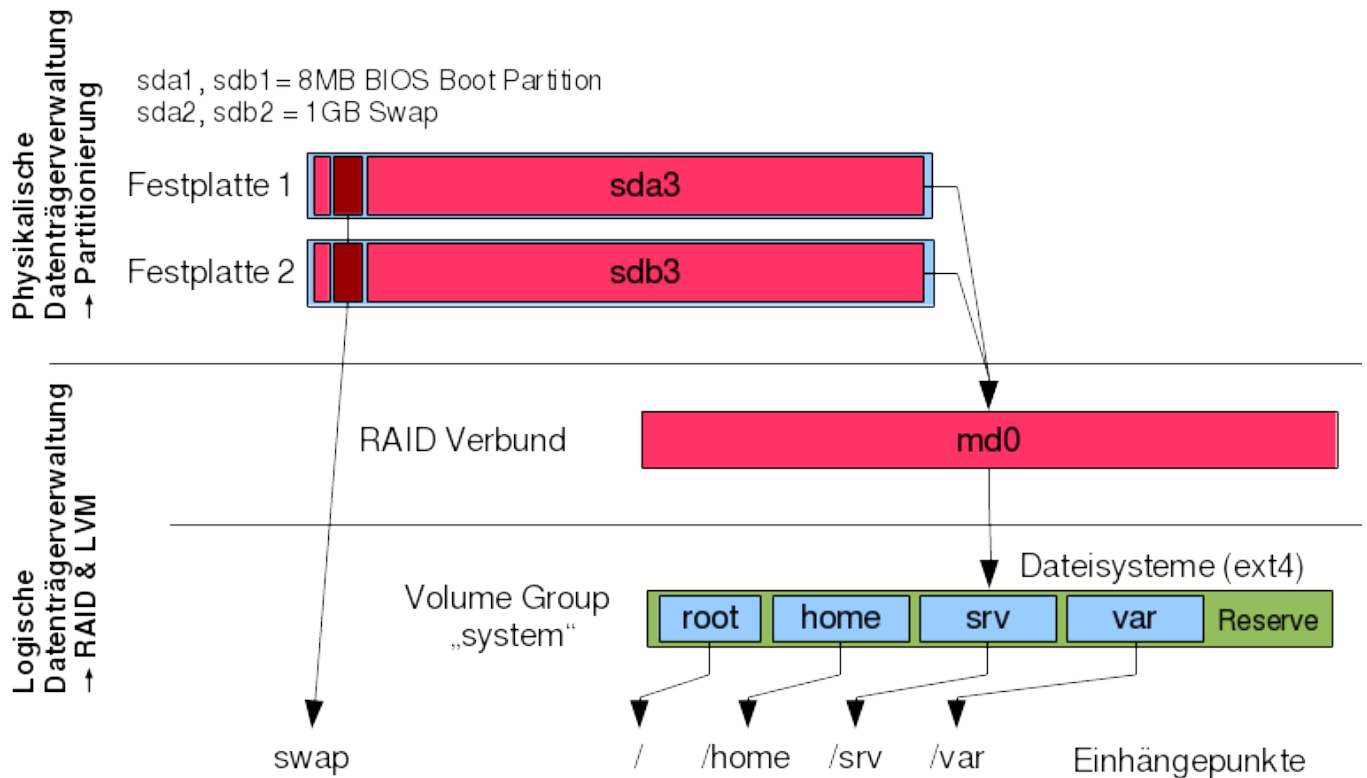 Physikalische
Datenträgerverwaltung
→ Partitionierung
sda1, sdb1= 8MB BIOS Boot Partition
sda2, sdb2 = 1GB Swap
Festplatte 1
sda3
Festplatte 2
sdb3
Logische
Datenträgerverwaltung
→ RAID & LVM
RAID Verbund
md0
Dateisysteme (ext4)
Volume Group
„system“
root
home
srv
var
Reserve
swap
/
/home
/srv
/var
Einhängepunkte